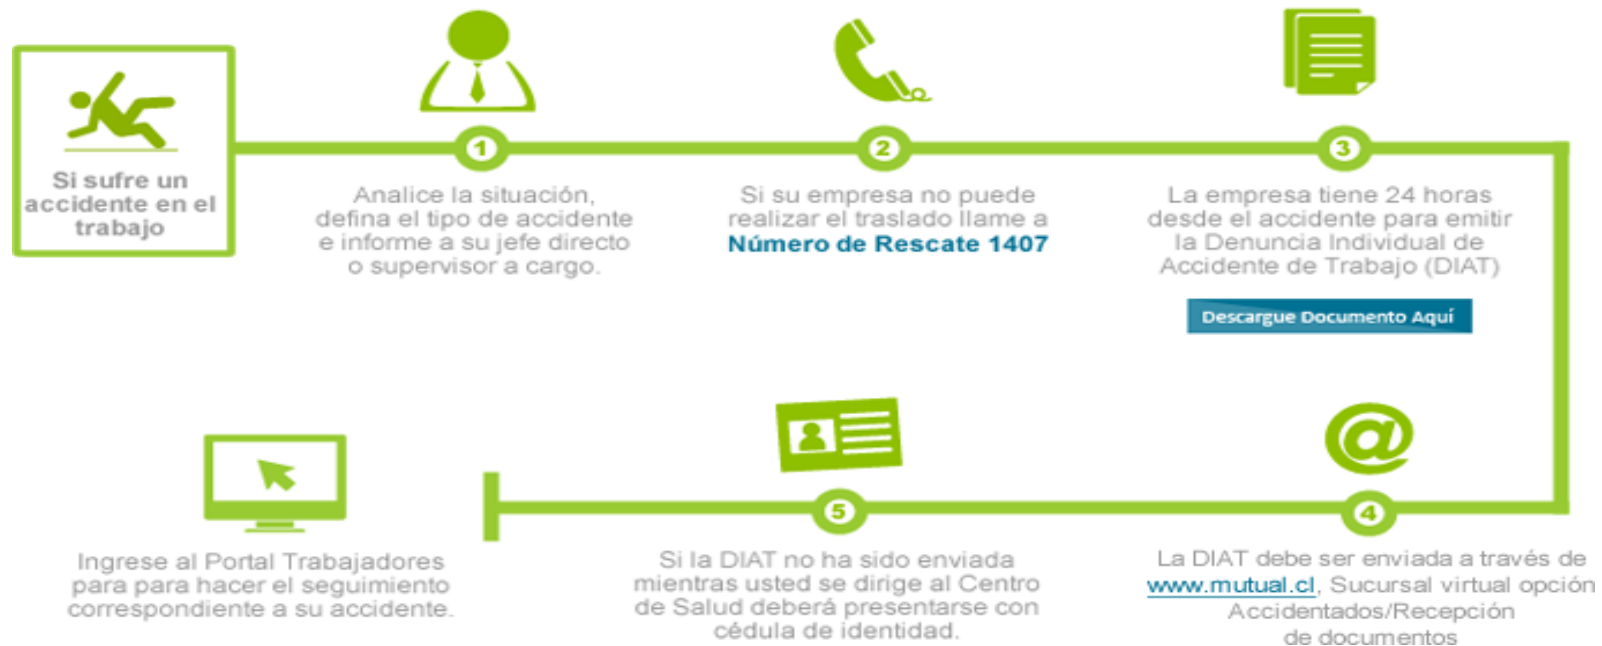 Si sufre un
accidente en el
trabajo
1
Analice la situación,
defina el tipo de accidente
e informe a su jefe directo
o supervisor a cargo.
2
Si su empresa no puede
realizar el traslado llame a
Número de Rescate 1407
3
La empresa tiene 24 horas
desde el accidente para emitir
la Denuncia Individual de
Accidente de Trabajo (DIAT)
Descargue Documento Aquí
@
4
La DIAT debe ser enviada a través de
www.mutual.cl, Sucursal virtual opción
Accidentados/Recepción
de documentos
5
Si la DIAT no ha sido enviada
mientras usted se dirige al Centro
de Salud deberá presentarse con
cédula de identidad.
Ingrese al Portal Trabajadores
para para hacer el seguimiento
correspondiente a su accidente.